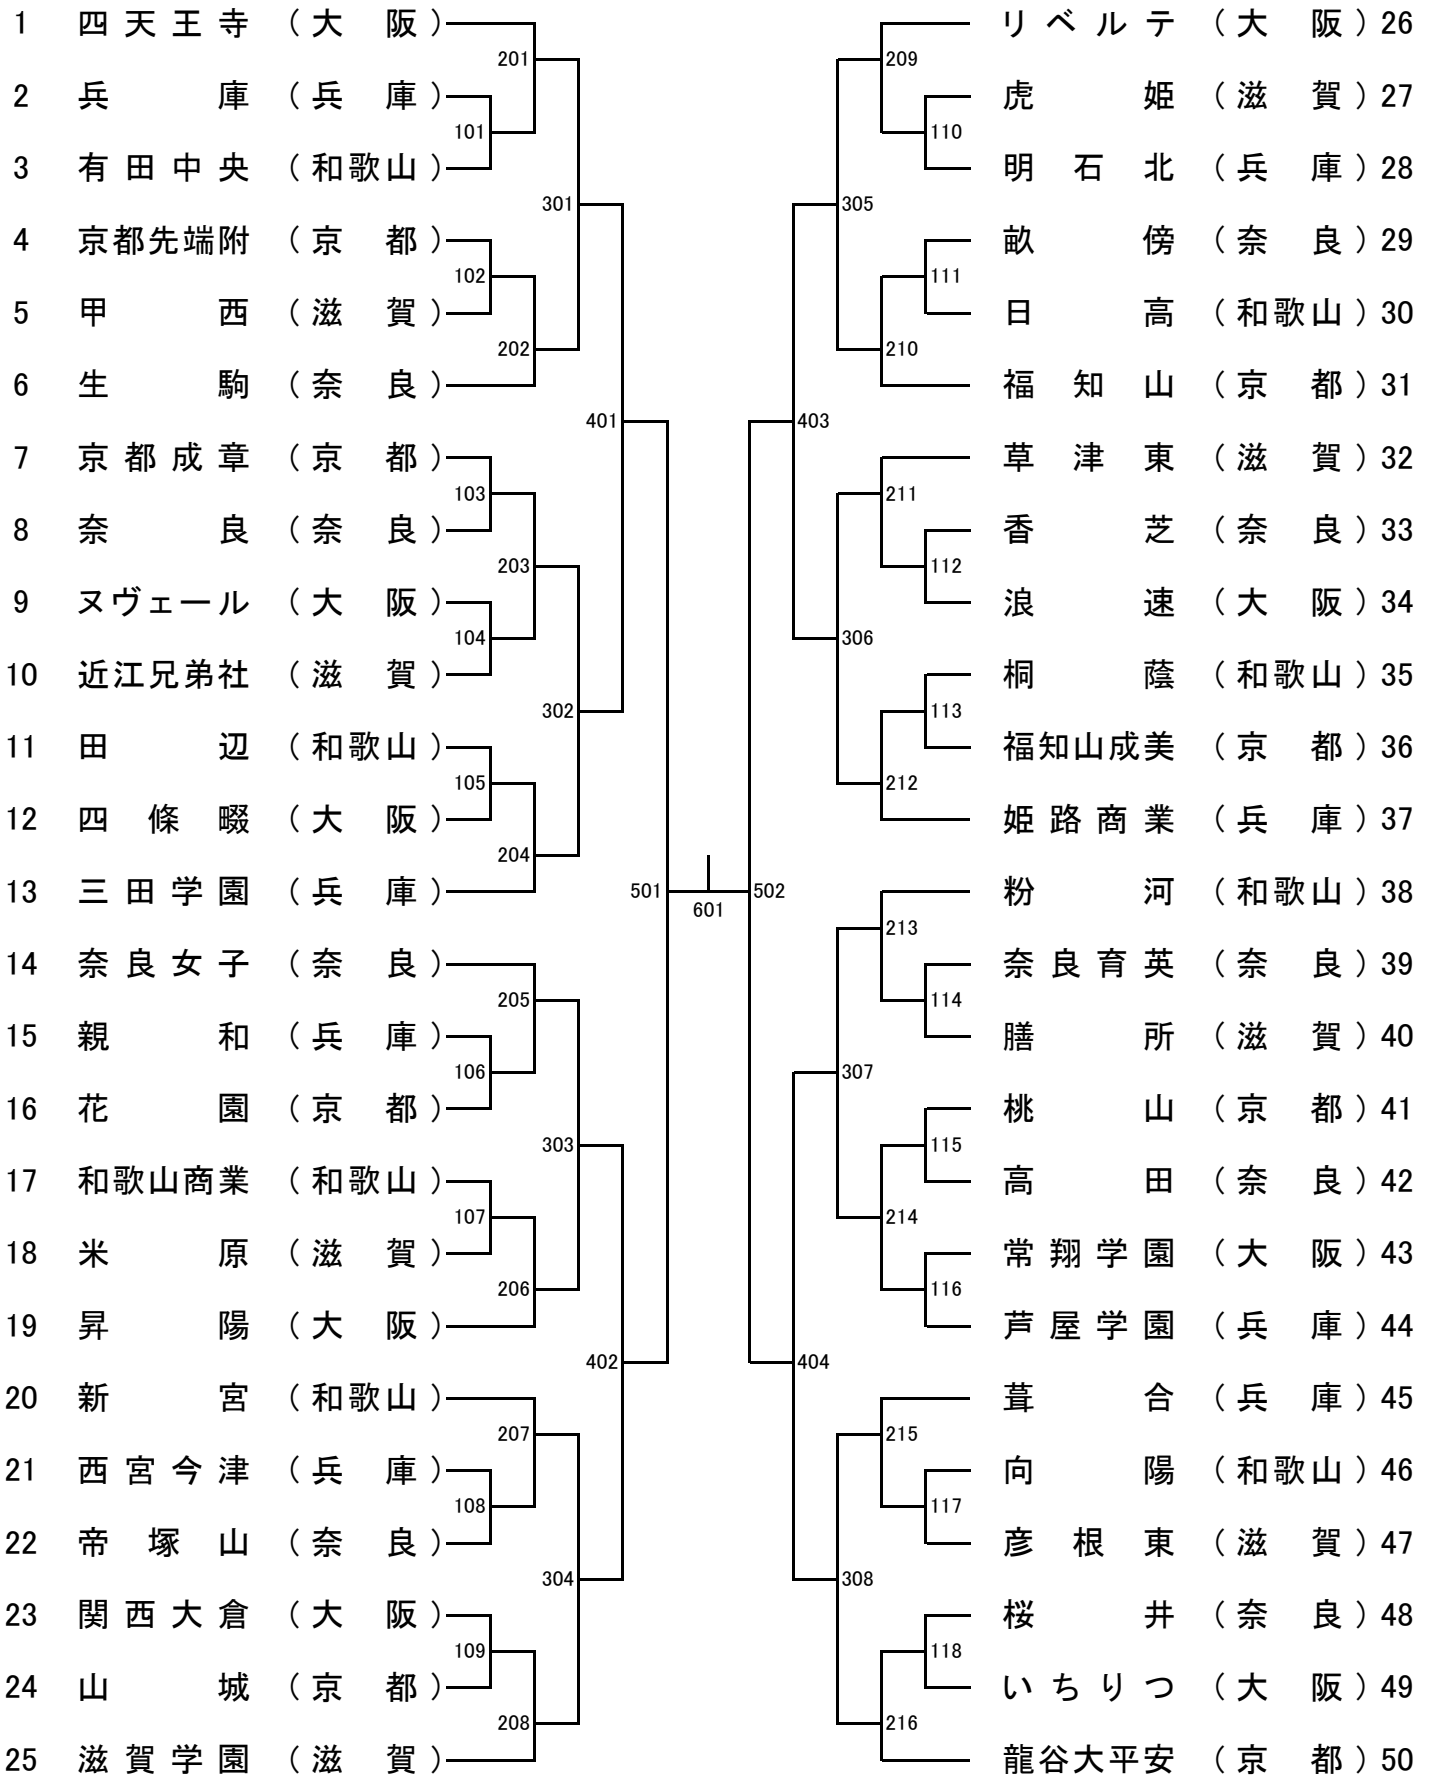 1 四天王寺 (大阪)
201
2 兵庫 (兵庫)
101
3 有田中央 (和歌山)
301
4 京都先端附 (京都)
102
5 甲西 (滋賀)
202
6 生駒 (奈良)
401
7 京都成章 (京都)
103
8 奈良 (奈良)
203
9 ヌヴェール (大阪)
104
10 近江兄弟社 (滋賀)
302
11 田辺 (和歌山)
105
12 四條畷 (大阪)
204
13 三田学園 (兵庫)
501
601
14 奈良女子 (奈良)
205
15 親和 (兵庫)
106
16 花園 (京都)
303
17 和歌山商業 (和歌山)
107
18 米原 (滋賀)
206
19 昇陽 (大阪)
402
20 新宮 (和歌山)
207
21 西宮今津 (兵庫)
108
22 帝塚山 (奈良)
304
23 関西大倉 (大阪)
109
24 山城 (京都)
208
25 滋賀学園 (滋賀)
リベルテ (大阪) 26
209
虎姫 (滋賀) 27
110
明石北 (兵庫) 28
305
畝傍 (奈良) 29
111
日高 (和歌山) 30
210
福知山 (京都) 31
403
草津東 (滋賀) 32
211
香芝 (奈良) 33
112
浪速 (大阪) 34
306
桐蔭 (和歌山) 35
113
福知山成美 (京都) 36
212
姫路商業 (兵庫) 37
502
粉河 (和歌山) 38
213
奈良育英 (奈良) 39
114
膳所 (滋賀) 40
307
桃山 (京都) 41
115
高田 (奈良) 42
214
常翔学園 (大阪) 43
116
芦屋学園 (兵庫) 44
404
葺合 (兵庫) 45
215
向陽 (和歌山) 46
117
彦根東 (滋賀) 47
308
桜井 (奈良) 48
118
いちりつ (大阪) 49
216
龍谷大平安 (京都) 50